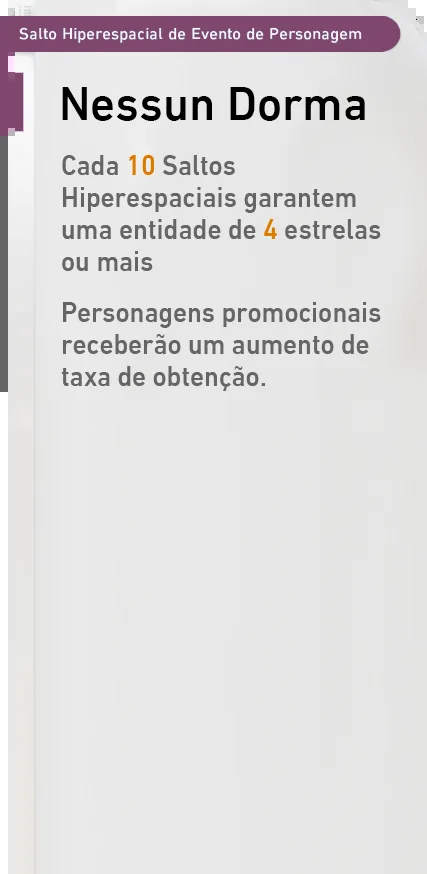 Salto Hiperespacial de Evento de Personagem
Nessun Dorma
Cada 10 Saltos
Hiperespaciais garantem
uma entidade de 4 estrelas
ou mais
Personagens promocionais
receberão um aumento de
taxa de obtenção.